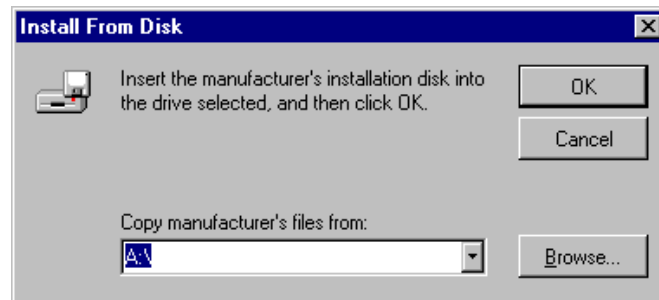 Install From Disk
Insert the manufacturer's installation disk into
the drive selected, and then click OK.
OK
Cancel
Copy manufacturer's files from:
A:\
Browse...